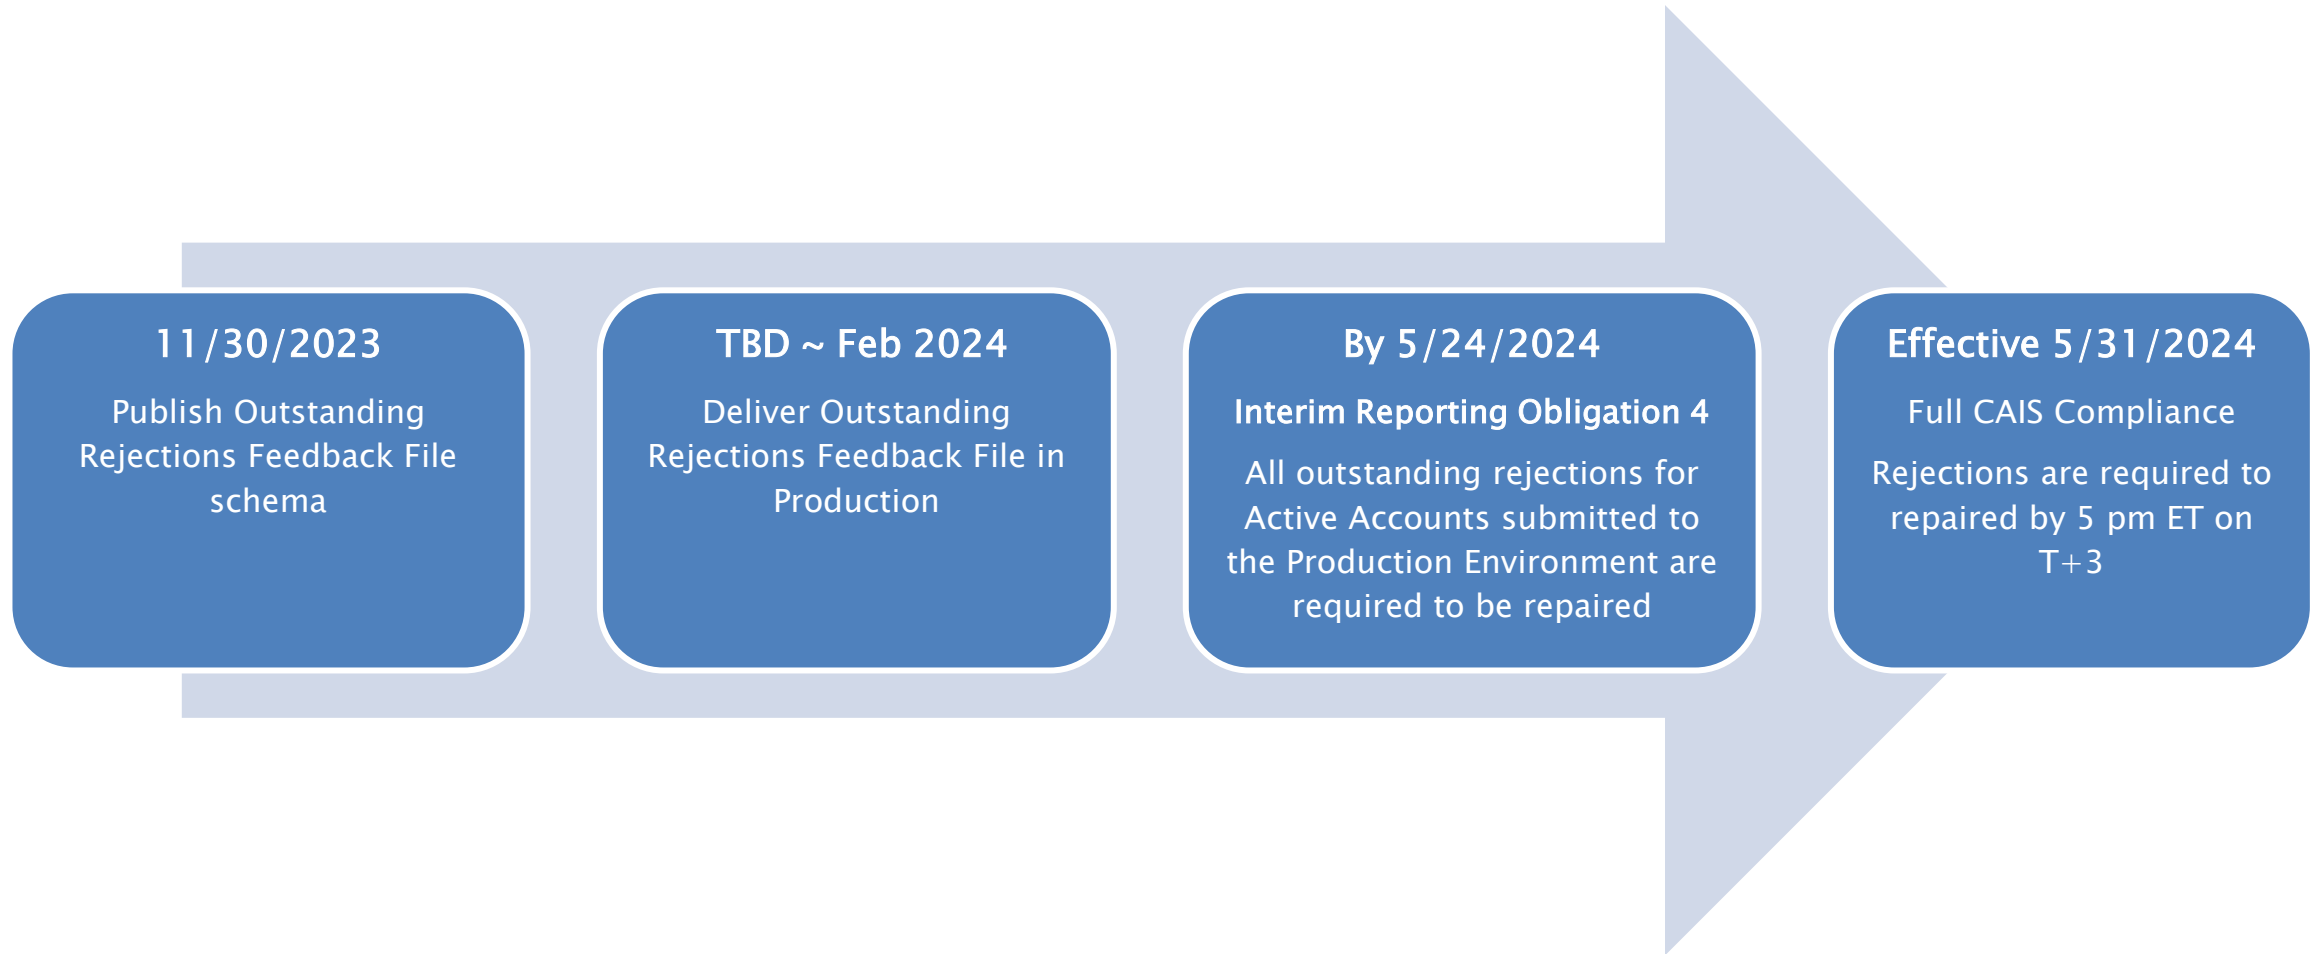 11/30/2023
Publish Outstanding
Rejections Feedback File
schema
TBD ~ Feb 2024
Deliver Outstanding
Rejections Feedback File in
Production
By 5/24/2024
Interim Reporting Obligation 4
All outstanding rejections for
Active Accounts submitted to
the Production Environment are
required to be repaired
Effective 5/31/2024
Full CAIS Compliance
Rejections are required to
repaired by 5 pm ET on
T+3